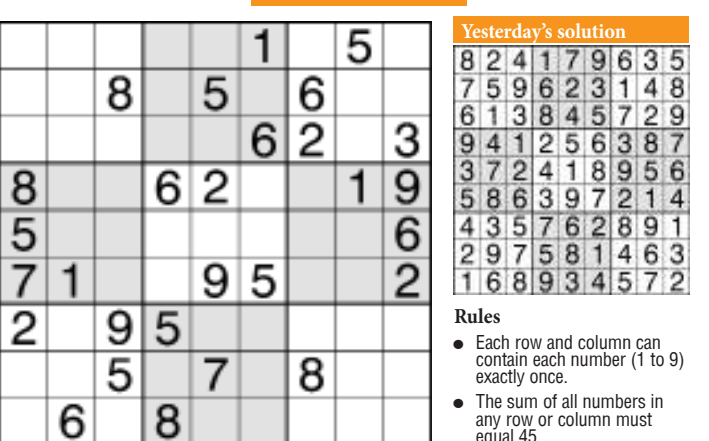 1 5
8 5 6
6 2 3
8 6 2 1 9
5 6
7 1 9 5 2
2 9 5
5 7 8
6 8
Yesterday's solution
8 2 4 1 7 9 6 3 5
7 5 9 6 2 3 1 4 8
6 1 3 8 4 5 7 2 9
9 4 1 2 5 6 3 8 7
3 7 2 4 1 8 9 5 6
5 8 6 3 9 7 2 1 4
4 3 5 7 6 2 8 9 1
2 9 7 5 8 1 4 6 3
1 6 8 9 3 4 5 7 2
Rules
● Each row and column can
contain each number (1 to 9)
exactly once.
● The sum of all numbers in
any row or column must
equal 45